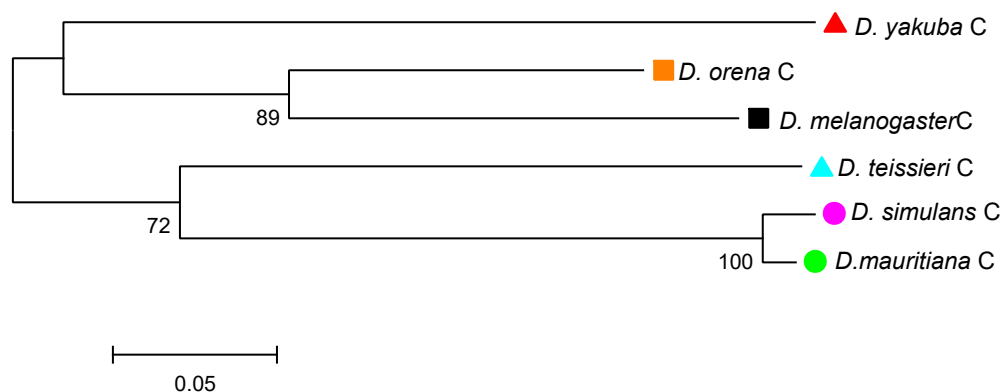 D. yakuba C
D. orena C
89
D. melanogasterC
D. teissieri C
72
D. simulans C
100
D.mauritiana C
0.05